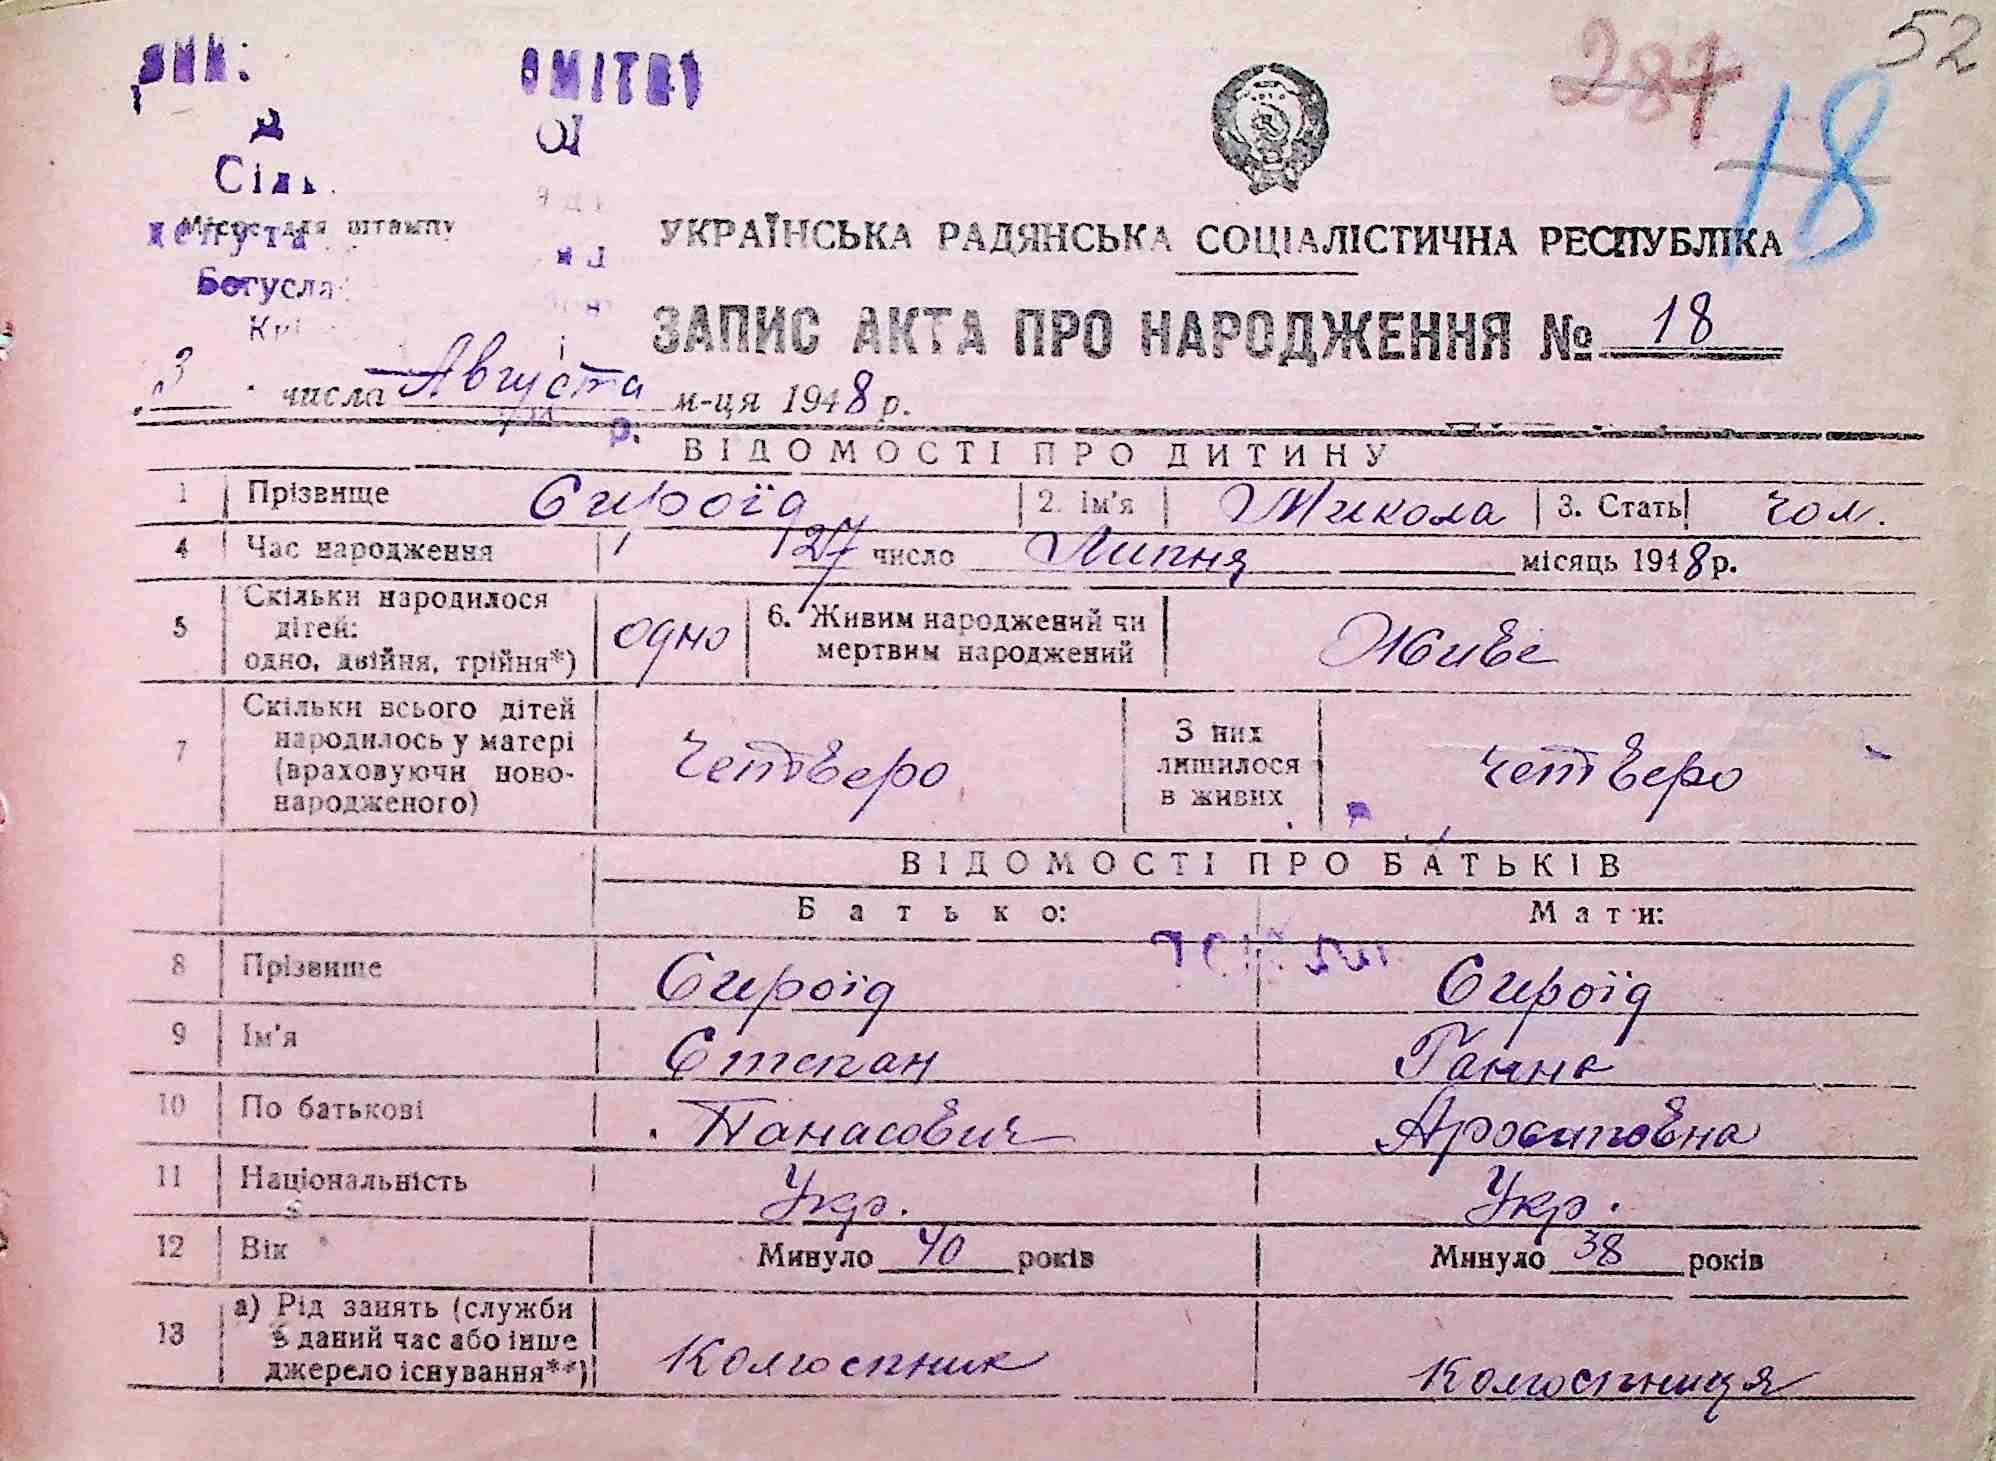 52
287
18
Сіль.
Місце для штампу
Богусла
УКРАЇНСЬКА РАДЯНСЬКА СОЦІАЛІСТИЧНА РЕСПУБЛІКА
ЗАПИС АКТА ПРО НАРОДЖЕННЯ № 18
3 числа Августа м-ця 1948 р.
ВІДОМОСТІ ПРО ДИТИНУ
1 Прізвище Сироїд 2. Ім'я Микола 3. Стать чол.
4 Час народження 27 число Липня місяць 1948 р.
5 Скільки народилося дітей: одно, двійня, трійня*) одно 6. Живим народжений чи мертвим народжений Живе
7 Скільки всього дітей народилось у матері (враховуючи ново-народженого) четверо З них лишилося в живих четверо
ВІДОМОСТІ ПРО БАТЬКІВ
Батько: Мати:
8 Прізвище Сироїд Сироїд
9 Ім'я Степан Ганна
10 По батькові Панасович
11 Національність Укр. Укр.
12 Вік Минуло 40 років Минуло 38 років
13 а) Рід занять (служби в даний час або інше джерело існування**) Колгоспник Колгоспниця